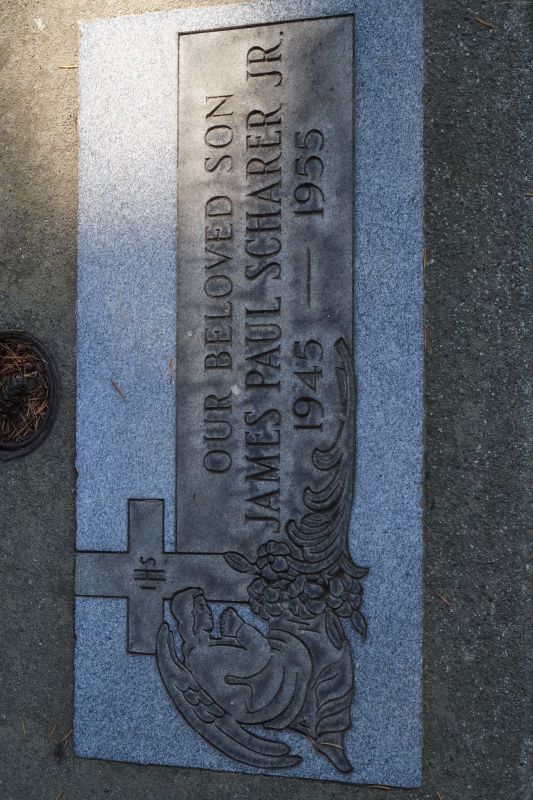 OUR BELOVED SON
JAMES PAUL SCHARER JR.
1945 — 1955
IHS